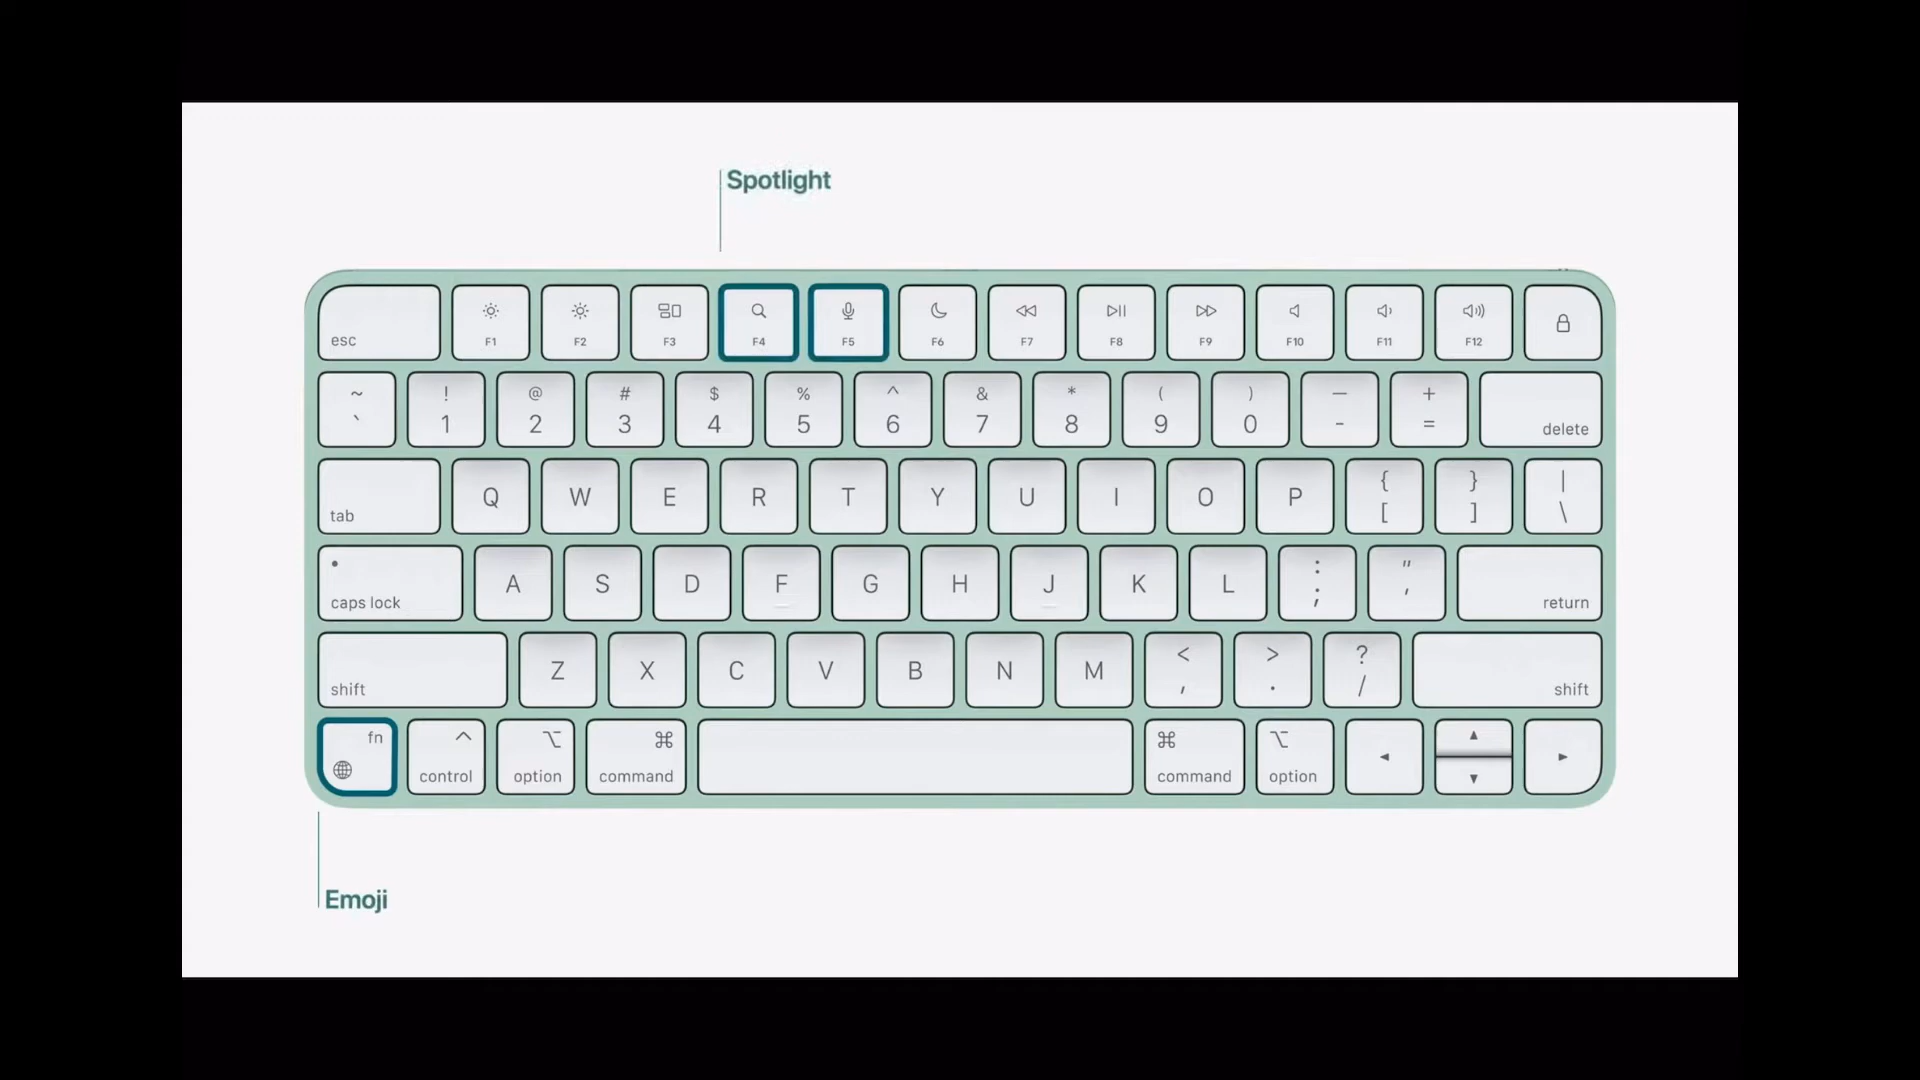 Spotlight
esc F1 F2 F3 F4 F5 F6 F7 F8 F9 F10 F11 F12
~ ! @ # $ % ^ & * ( ) — +
` 1 2 3 4 5 6 7 8 9 0 - = delete
tab Q W E R T Y U I O P { [ } ] | \
caps lock A S D F G H J K L : ; " ' return
shift Z X C V B N M < , > . ? / shift
fn ^ ⌥ ⌘ ⌘ ⌥
control option command command option
Emoji